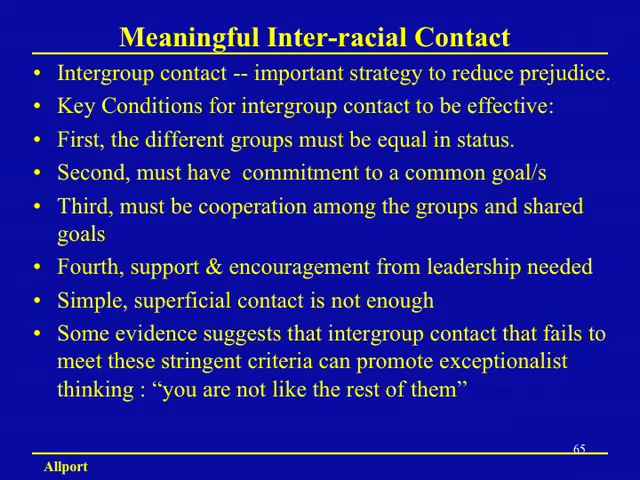 Meaningful Inter-racial Contact
• Intergroup contact -- important strategy to reduce prejudice.
• Key Conditions for intergroup contact to be effective:
• First, the different groups must be equal in status.
• Second, must have  commitment to a common goal/s
• Third, must be cooperation among the groups and shared
goals
• Fourth, support & encouragement from leadership needed
• Simple, superficial contact is not enough
• Some evidence suggests that intergroup contact that fails to
meet these stringent criteria can promote exceptionalist
thinking : “you are not like the rest of them”
65
Allport